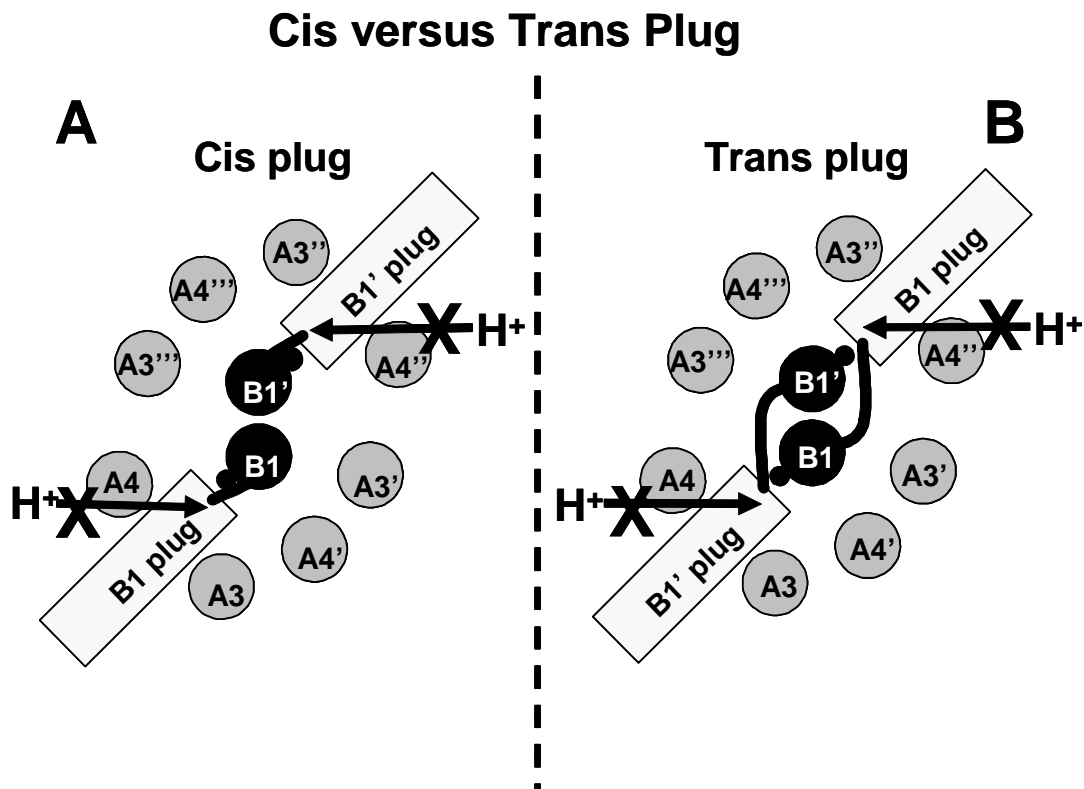 Cis versus Trans Plug
A
Cis plug
A3’’
A4’’’
B1’ plug
H+
A3’’’
A4’’
B1’
B1
A4
A3’
H+
B1 plug
A4’
A3
B
Trans plug
A3’’
A4’’’
B1 plug
H+
A3’’’
A4’’
B1’
B1
A4
A3’
H+
B1’ plug
A4’
A3